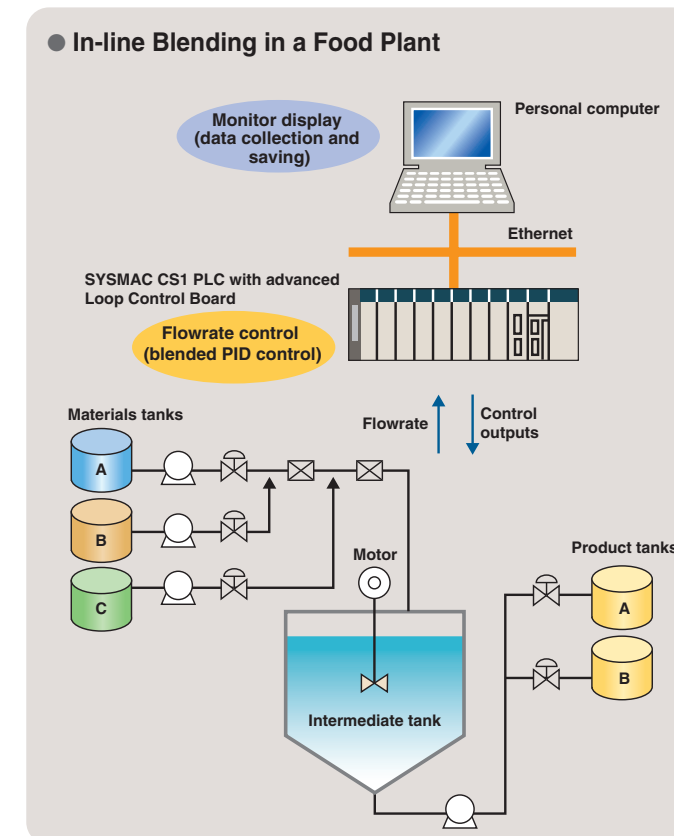 In-line Blending in a Food Plant
Monitor display
(data collection and
saving)
Personal computer
Ethernet
SYSMAC CS1 PLC with advanced
Loop Control Board
Flowrate control
(blended PID control)
Flowrate
Control
outputs
Materials tanks
A
B
C
Motor
Intermediate tank
Product tanks
A
B